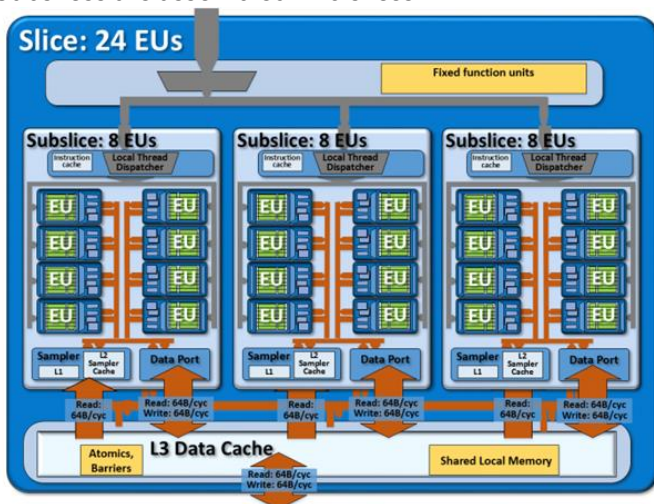 Slice: 24 EUs
Fixed function units
Subslice: 8 EUs
Instruction cache
Local Thread Dispatcher
EU EU
EU EU
EU EU
EU EU
Sampler
L1
L2 Sampler Cache
Data Port
Subslice: 8 EUs
Instruction cache
Local Thread Dispatcher
EU EU
EU EU
EU EU
EU EU
Sampler
L1
L2 Sampler Cache
Data Port
Subslice: 8 EUs
Instruction cache
Local Thread Dispatcher
EU EU
EU EU
EU EU
EU EU
Sampler
L1
L2 Sampler Cache
Data Port
Read: 64B/cyc
Read: 64B/cyc
Write: 64B/cyc
Read: 64B/cyc
Read: 64B/cyc
Write: 64B/cyc
Read: 64B/cyc
Read: 64B/cyc
Write: 64B/cyc
L3 Data Cache
Atomics, Barriers
Shared Local Memory
Read: 64B/cyc
Write: 64B/cyc